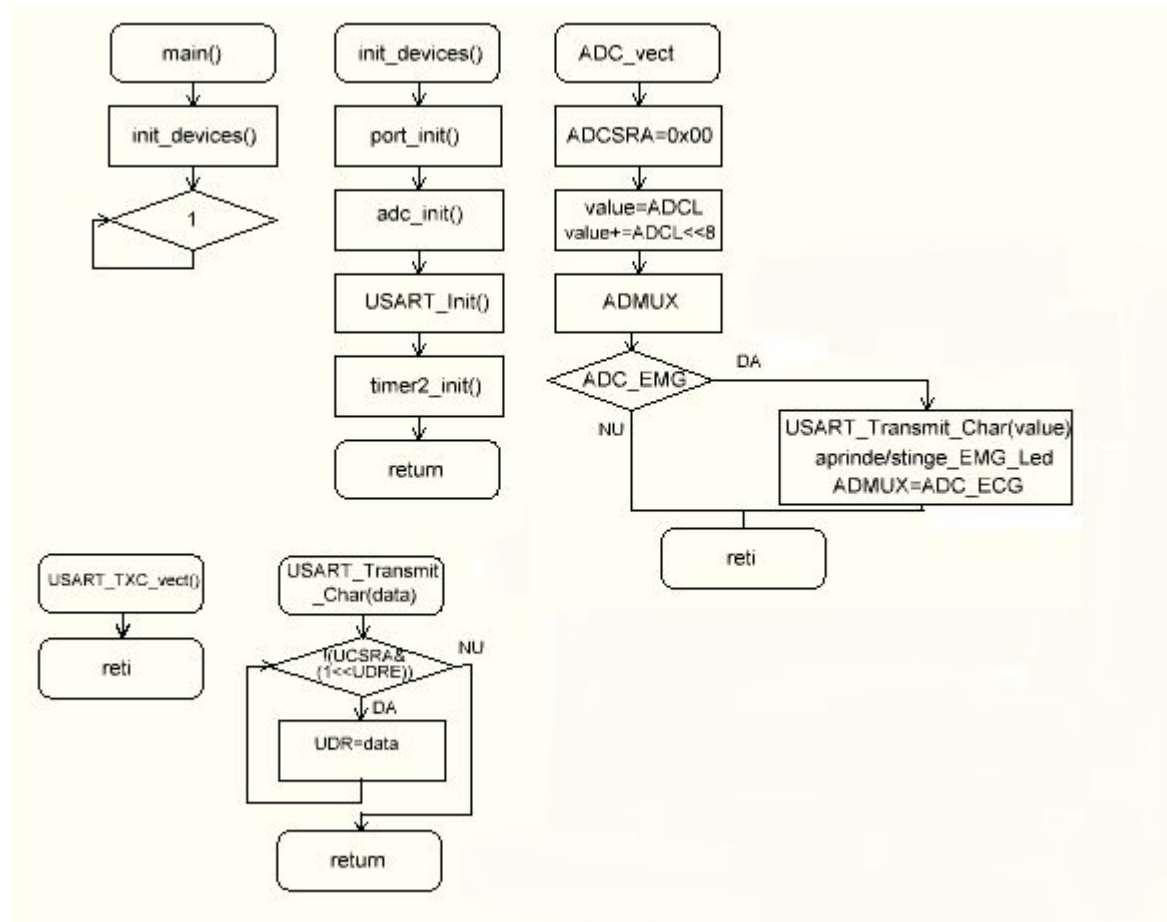 main()
init_devices()
1
init_devices()
port_init()
adc_init()
USART_Init()
timer2_init()
return
ADC_vect
ADCSRA=0x00
value=ADCL
value+=ADCL<<8
ADMUX
ADC_EMG
DA
NU
USART_Transmit_Char(value)
aprinde/stinge_EMG_Led
ADMUX=ADC_ECG
reti
USART_TXC_vect()
reti
USART_Transmit
_Char(data)
!(UCSRA&
(1<<UDRE))
NU
DA
UDR=data
return